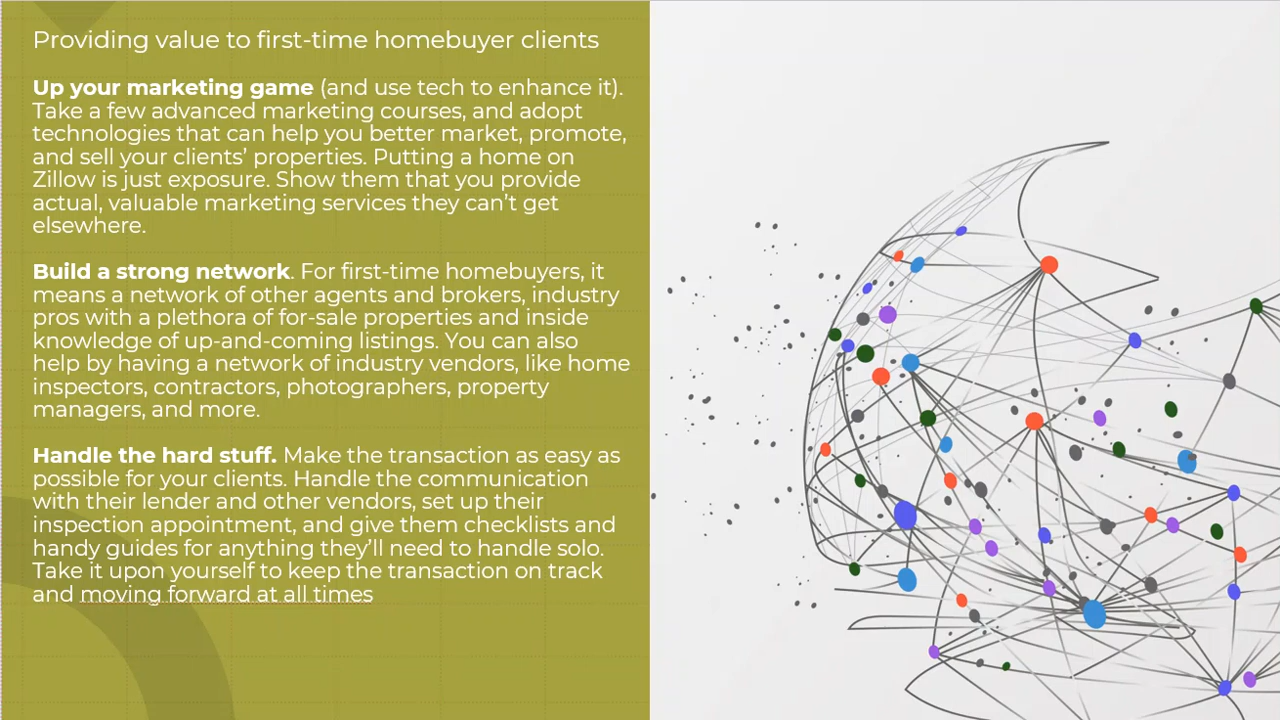 Providing value to first-time homebuyer clients
Up your marketing game (and use tech to enhance it).
Take a few advanced marketing courses, and adopt
technologies that can help you better market, promote,
and sell your clients’ properties. Putting a home on
Zillow is just exposure. Show them that you provide
actual, valuable marketing services they can’t get
elsewhere.
Build a strong network. For first-time homebuyers, it
means a network of other agents and brokers, industry
pros with a plethora of for-sale properties and inside
knowledge of up-and-coming listings. You can also
help by having a network of industry vendors, like home
inspectors, contractors, photographers, property
managers, and more.
Handle the hard stuff. Make the transaction as easy as
possible for your clients. Handle the communication
with their lender and other vendors, set up their
inspection appointment, and give them checklists and
handy guides for anything they’ll need to handle solo.
Take it upon yourself to keep the transaction on track
and moving forward at all times